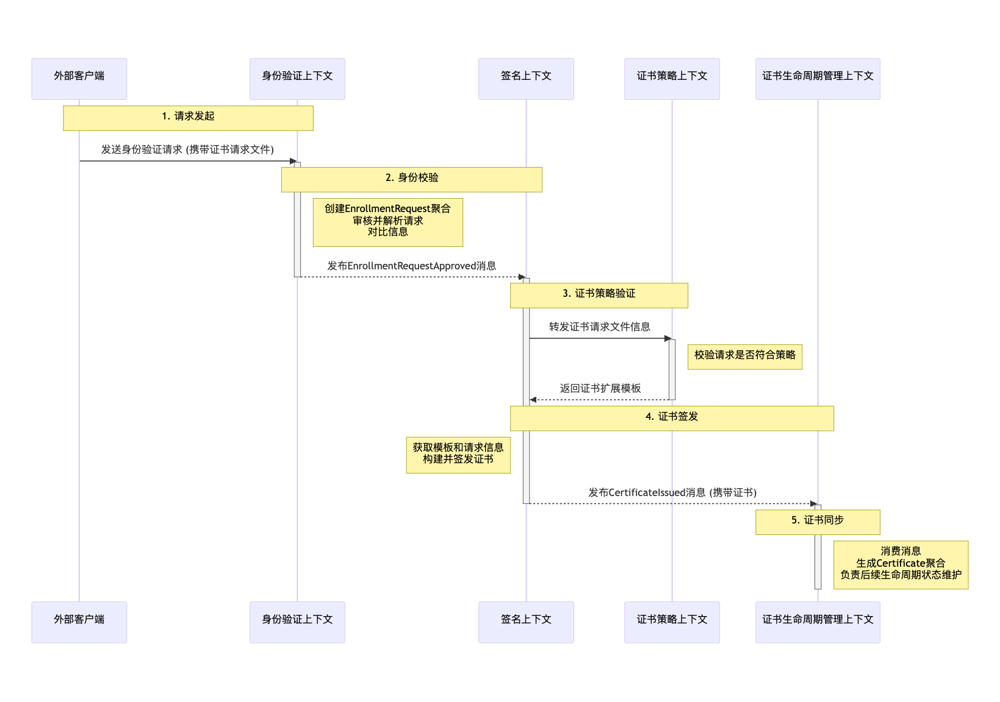 外部客户端
身份验证上下文
签名上下文
证书策略上下文
证书生命周期管理上下文
1. 请求发起
发送身份验证请求 (携带证书请求文件)
2. 身份校验
创建EnrollmentRequest聚合
审核并解析请求
对比信息
发布EnrollmentRequestApproved消息
3. 证书策略验证
转发证书请求文件信息
校验请求是否符合策略
返回证书扩展模板
4. 证书签发
获取模板和请求信息
构建并签发证书
发布CertificateIssued消息 (携带证书)
5. 证书同步
消费消息
生成Certificate聚合
负责后续生命周期状态维护
外部客户端
身份验证上下文
签名上下文
证书策略上下文
证书生命周期管理上下文